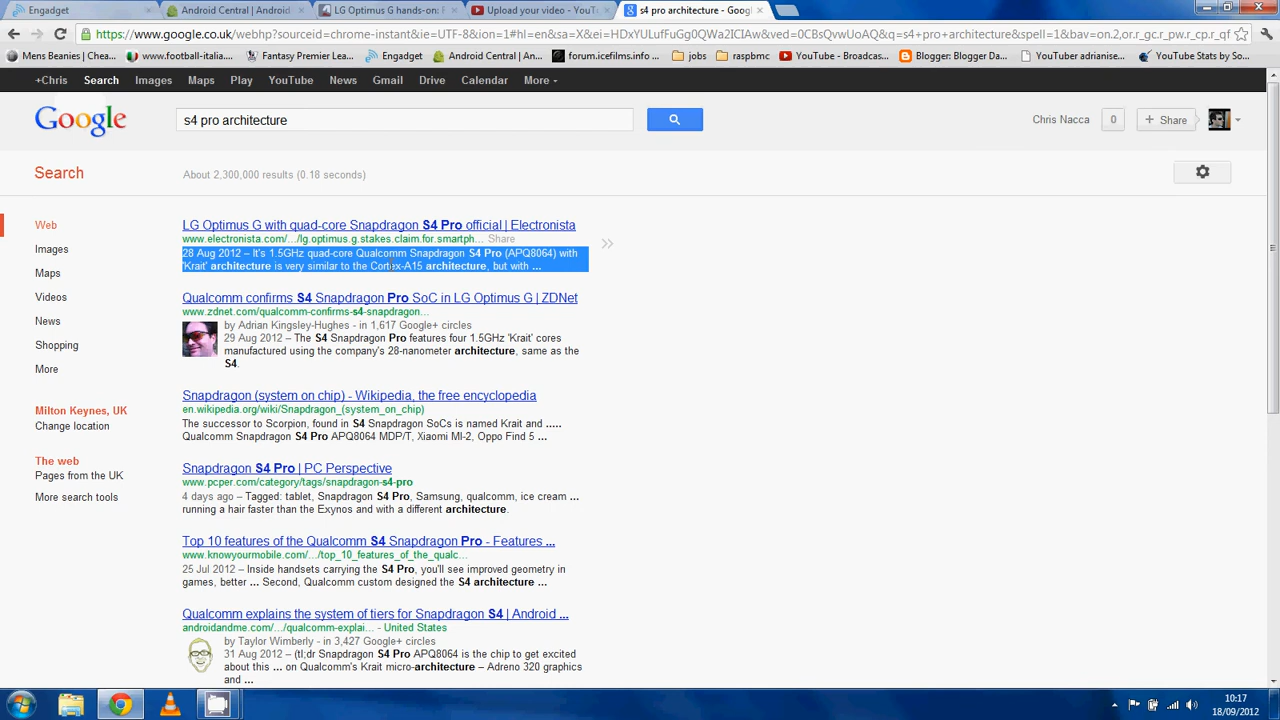 Engadget
Android Central | Android
LG Optimus G hands-on:
Upload your video - YouT
s4 pro architecture - Googl
https://www.google.co.uk/webhp?sourceid=chrome-instant&ie=UTF-8&ion=1#hl=en&sa=X&ei=HDxYULufFuGg0QWa2ICIAw&ved=0CBsQvwUoAQ&q=s4+pro+architecture&spell=1&bav=on.2,or.r_gc.r_pw.r_cp.r_qf
Mens Beanies | He...
www.football-italia....
Fantasy Premier Lea...
Engadget
Android Central | An...
forum.icefilms.info ...
jobs
raspbmc
YouTube - Broadcas...
Blogger: Blogger Da...
YouTuber adrianise...
YouTube Stats by So...
+Chris Search Images Maps Play YouTube News Gmail Drive Calendar More
Google
s4 pro architecture
Chris Nacca 0 + Share
Search
About 2,300,000 results (0.18 seconds)
Web
Images
Maps
Videos
News
Shopping
More
Milton Keynes, UK
Change location
The web
Pages from the UK
More search tools
LG Optimus G with quad-core Snapdragon S4 Pro official | Electronista
www.electronista.com/.../lg.optimus.g.stakes.claim.for.smartph... Share
28 Aug 2012 – It's 1.5GHz quad-core Qualcomm Snapdragon S4 Pro (APQ8064) with
'Krait' architecture is very similar to the Cortex-A15 architecture, but with ...
Qualcomm confirms S4 Snapdragon Pro SoC in LG Optimus G | ZDNet
www.zdnet.com/qualcomm-confirms-s4-snapdragon...
by Adrian Kingsley-Hughes - in 1,617 Google+ circles
29 Aug 2012 – The S4 Snapdragon Pro features four 1.5GHz 'Krait' cores
manufactured using the company's 28-nanometer architecture, same as the
S4.
Snapdragon (system on chip) - Wikipedia, the free encyclopedia
en.wikipedia.org/wiki/Snapdragon_(system_on_chip)
The successor to Scorpion, found in S4 Snapdragon SoCs is named Krait and .....
Qualcomm Snapdragon S4 Pro APQ8064 MDP/T, Xiaomi MI-2, Oppo Find 5 ...
Snapdragon S4 Pro | PC Perspective
www.pcper.com/category/tags/snapdragon-s4-pro
4 days ago – Tagged: tablet, Snapdragon S4 Pro, Samsung, qualcomm, ice cream ...
running a hair faster than the Exynos and with a different architecture.
Top 10 features of the Qualcomm S4 Snapdragon Pro - Features ...
www.knowyourmobile.com/.../top_10_features_of_the_qualc...
25 Jul 2012 – Inside handsets carrying the S4 Pro, you'll see improved geometry in
games, better ... Second, Qualcomm custom designed the S4 architecture ...
Qualcomm explains the system of tiers for Snapdragon S4 | Android ...
androidandme.com/.../qualcomm-explai... - United States
by Taylor Wimberly - in 3,427 Google+ circles
31 Aug 2012 – (tl;dr Snapdragon S4 Pro APQ8064 is the chip to get excited
about this ... on Qualcomm's Krait micro-architecture – Adreno 320 graphics
and ...
10:17
18/09/2012